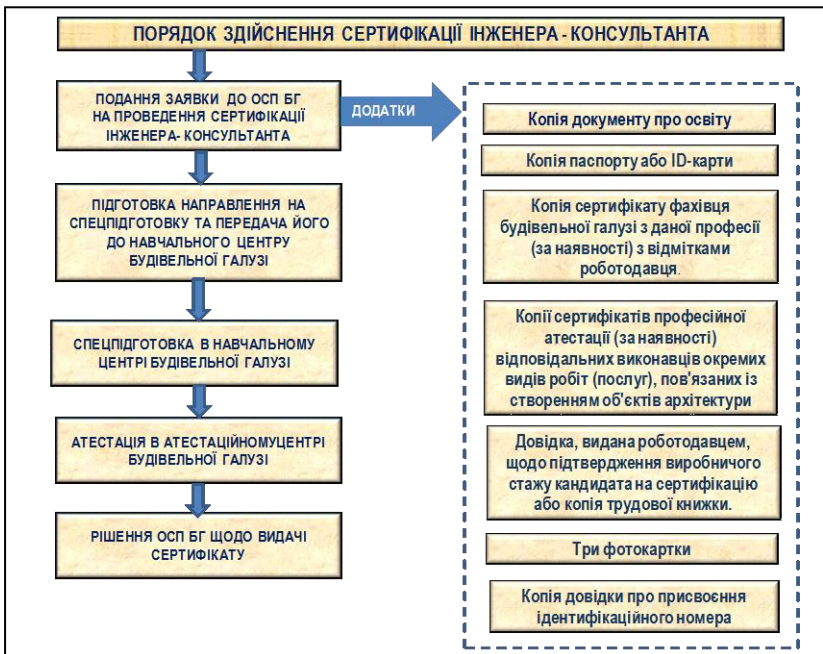 ПОРЯДОК ЗДІЙСНЕННЯ СЕРТИФІКАЦІЇ ІНЖЕНЕРА - КОНСУЛЬТАНТА
ПОДАННЯ ЗАЯВКИ ДО ОСП БГ
НА ПРОВЕДЕННЯ СЕРТИФІКАЦІЇ
ІНЖЕНЕРА- КОНСУЛЬТАНТА
ДОДАТКИ
ПІДГОТОВКА НАПРАВЛЕННЯ НА
СПЕЦПІДГОТОВКУ ТА ПЕРЕДАЧА ЙОГО
ДО НАВЧАЛЬНОГО ЦЕНТРУ
БУДІВЕЛЬНОЇ ГАЛУЗІ
СПЕЦПІДГОТОВКА В НАВЧАЛЬНОМУ
ЦЕНТРІ БУДІВЕЛЬНОЇ ГАЛУЗІ
АТЕСТАЦІЯ В АТЕСТАЦІЙНОМУЦЕНТРІ
БУДІВЕЛЬНОЇ ГАЛУЗІ
РІШЕННЯ ОСП БГ ЩОДО ВИДАЧІ
СЕРТИФІКАТУ
Копія документу про освіту
Копія паспорту або ID-карти
Копія сертифікату фахівця
будівельної галузі з даної професії
(за наявності) з відмітками
роботодавця.
Копії сертифікатів професійної
атестації (за наявності)
відповідальних виконавців окремих
видів робіт (послуг), пов'язаних із
створенням об'єктів архітектури
Довідка, видана роботодавцем,
щодо підтвердження виробничого
стажу кандидата на сертифікацію
або копія трудової книжки.
Три фотокартки
Копія довідки про присвоєння
ідентифікаційного номера